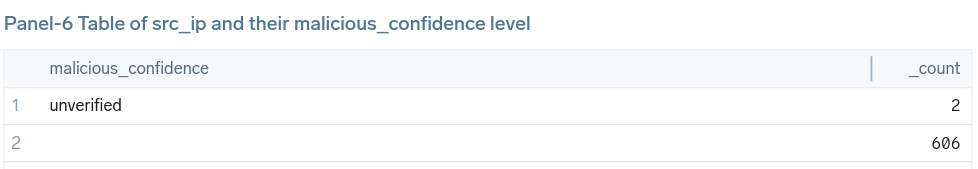 Panel-6 Table of src_ip and their malicious_confidence level
malicious_confidence _count
1 unverified 2
2 606